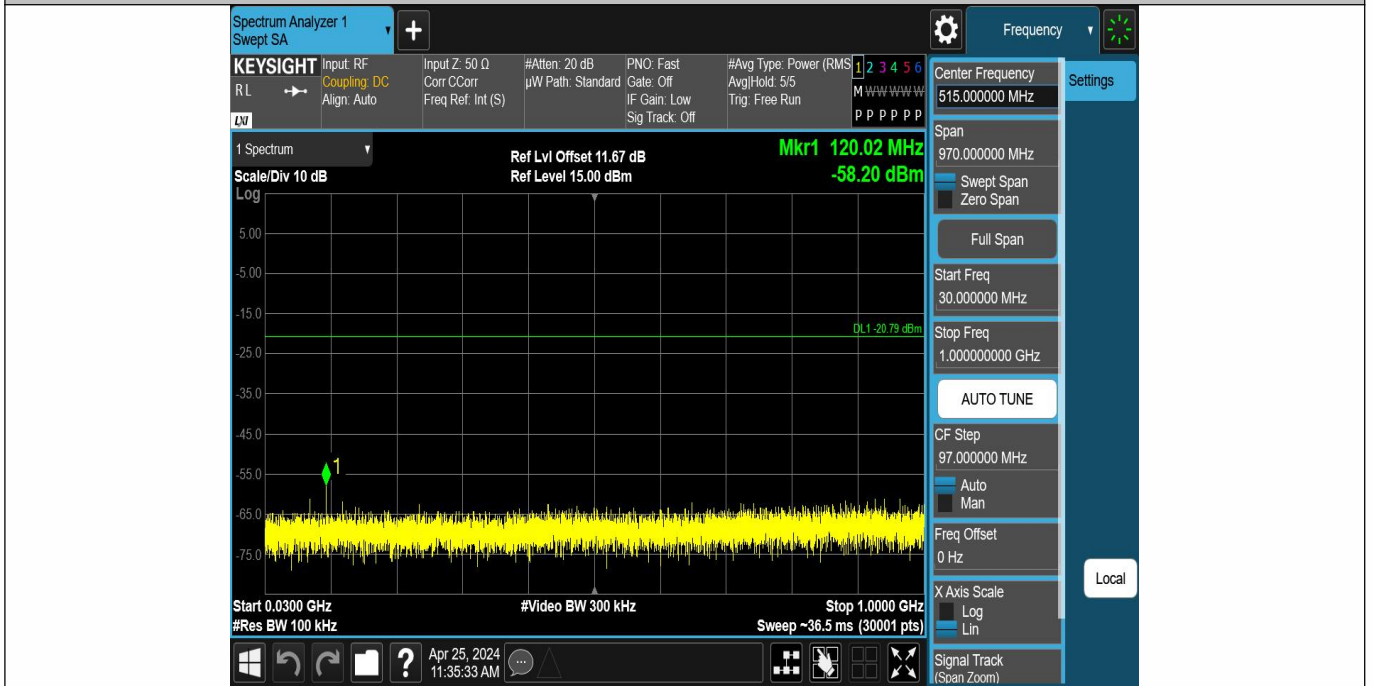 Spectrum Analyzer 1
Swept SA
+
Frequency
KEYSIGHT
RL
LXI
Input: RF
Coupling: DC
Align: Auto
Input Z: 50 Ω
Corr CCorr
Freq Ref: Int (S)
#Atten: 20 dB
µW Path: Standard
PNO: Fast
Gate: Off
IF Gain: Low
Sig Track: Off
#Avg Type: Power (RMS
Avg|Hold: 5/5
Trig: Free Run
1 2 3 4 5 6
M W W W W W
P P P P P P
1 Spectrum
Scale/Div 10 dB
Ref Lvl Offset 11.67 dB
Ref Level 15.00 dBm
Mkr1 120.02 MHz
-58.20 dBm
Log
5.00
-5.00
-15.0
DL1 -20.79 dBm
-25.0
-35.0
-45.0
1
-55.0
-65.0
-75.0
Start 0.0300 GHz
#Res BW 100 kHz
#Video BW 300 kHz
Stop 1.0000 GHz
Sweep ~36.5 ms (30001 pts)
?
Apr 25, 2024
11:35:33 AM
Center Frequency
515.000000 MHz
Settings
Span
970.000000 MHz
Swept Span
Zero Span
Full Span
Start Freq
30.000000 MHz
Stop Freq
1.000000000 GHz
AUTO TUNE
CF Step
97.000000 MHz
Auto
Man
Freq Offset
0 Hz
Local
X Axis Scale
Log
Lin
Signal Track
(Span Zoom)